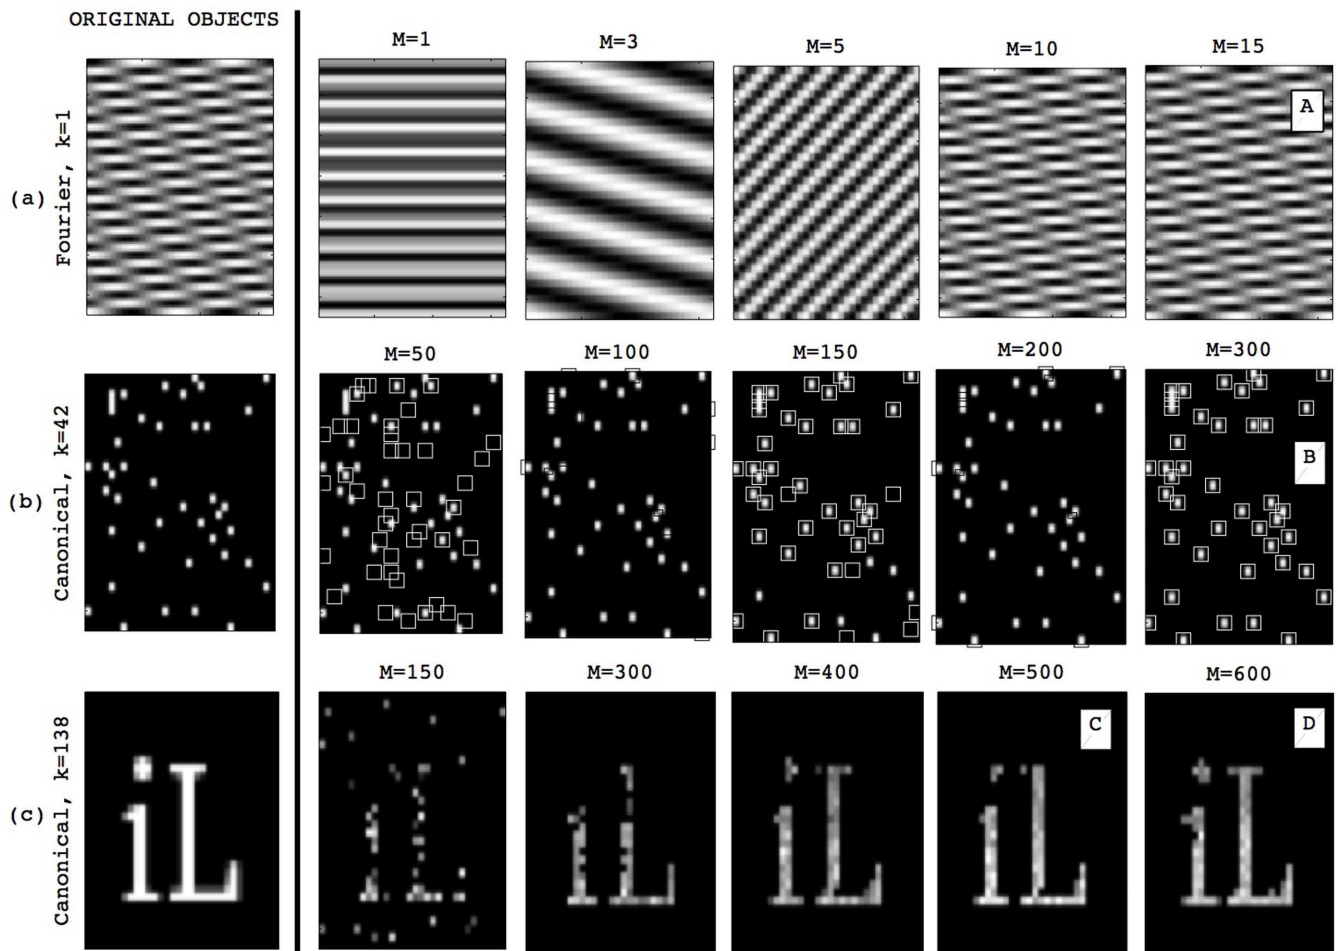 ORIGINAL OBJECTS
M=1 M=3 M=5 M=10 M=15
(a) Fourier, k=1
A
M=50 M=100 M=150 M=200 M=300
(b) Canonical, k=42
B
M=150 M=300 M=400 M=500 M=600
(c) Canonical, k=138
C D
iL